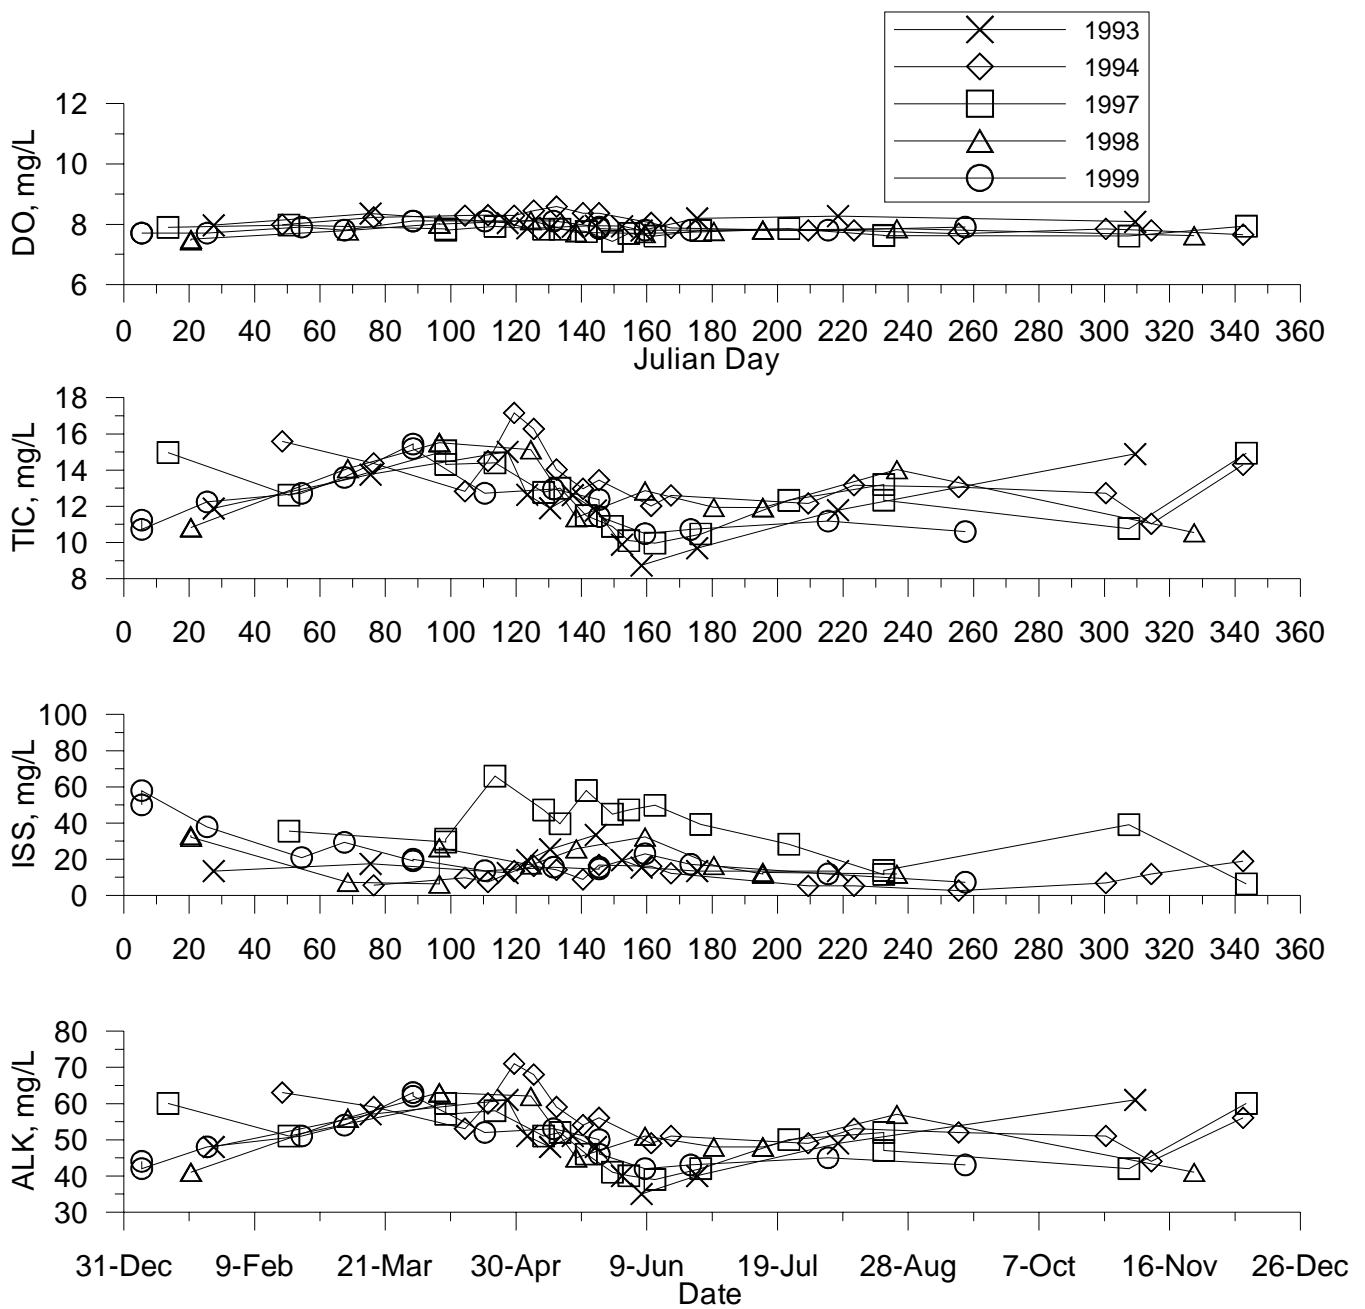 1993
1994
1997
1998
1999
DO, mg/L
12
10
8
6
0 20 40 60 80 100 120 140 160 180 200 220 240 260 280 300 320 340 360
Julian Day
TIC, mg/L
18
16
14
12
10
8
0 20 40 60 80 100 120 140 160 180 200 220 240 260 280 300 320 340 360
ISS, mg/L
100
80
60
40
20
0
0 20 40 60 80 100 120 140 160 180 200 220 240 260 280 300 320 340 360
ALK, mg/L
80
70
60
50
40
30
31-Dec 9-Feb 21-Mar 30-Apr 9-Jun 19-Jul 28-Aug 7-Oct 16-Nov 26-Dec
Date